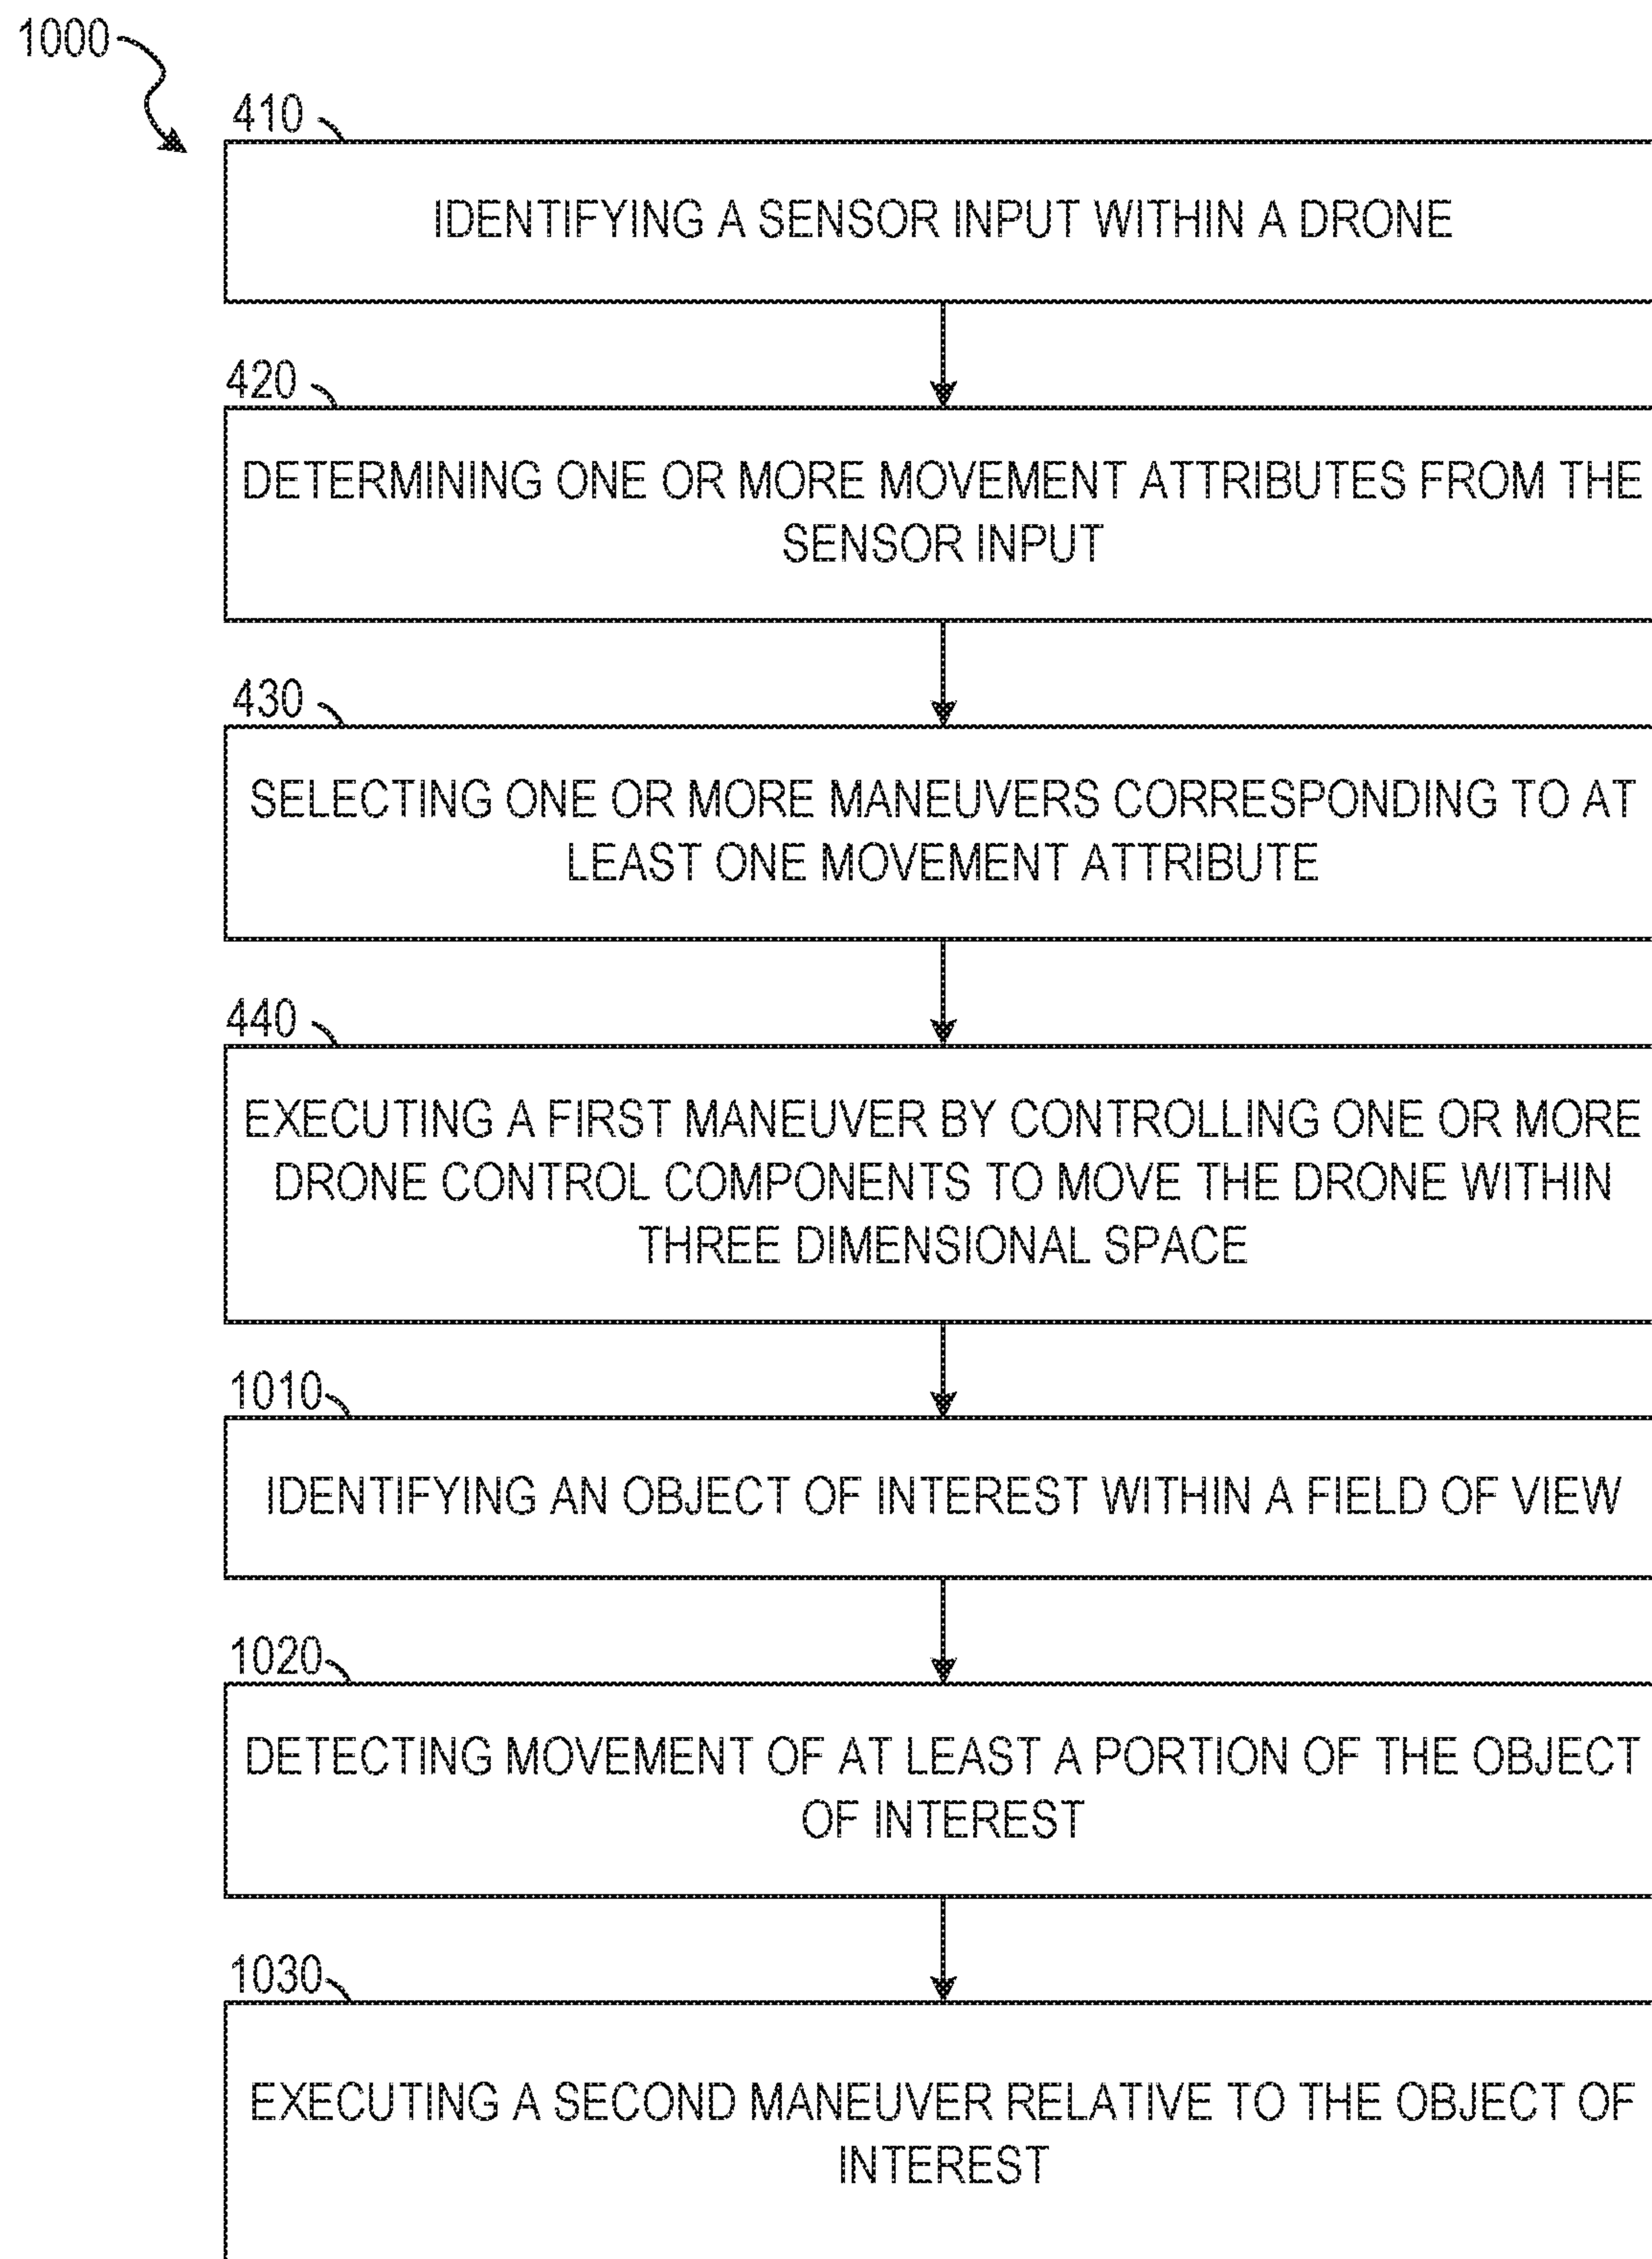 1000
410
IDENTIFYING A SENSOR INPUT WITHIN A DRONE
420
DETERMINING ONE OR MORE MOVEMENT ATTRIBUTES FROM THE
SENSOR INPUT
430
SELECTING ONE OR MORE MANEUVERS CORRESPONDING TO AT
LEAST ONE MOVEMENT ATTRIBUTE
440
EXECUTING A FIRST MANEUVER BY CONTROLLING ONE OR MORE
DRONE CONTROL COMPONENTS TO MOVE THE DRONE WITHIN
THREE DIMENSIONAL SPACE
1010
IDENTIFYING AN OBJECT OF INTEREST WITHIN A FIELD OF VIEW
1020
DETECTING MOVEMENT OF AT LEAST A PORTION OF THE OBJECT
OF INTEREST
1030
EXECUTING A SECOND MANEUVER RELATIVE TO THE OBJECT OF
INTEREST